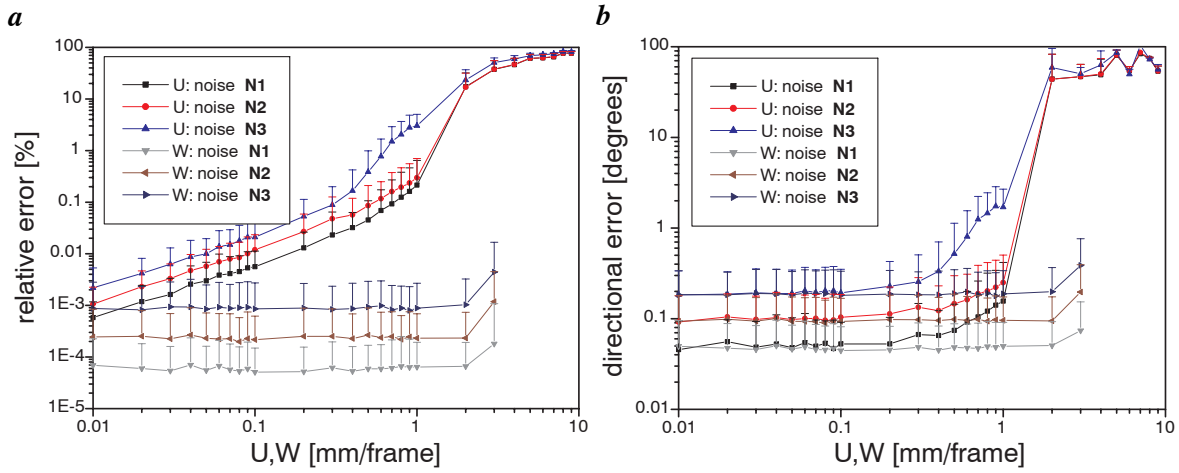 a
relative error [%]
100
10
1
0.1
0.01
1E-3
1E-4
1E-5
U: noise N1
U: noise N2
U: noise N3
W: noise N1
W: noise N2
W: noise N3
0.01
0.1
1
10
U,W [mm/frame]
b
directional error [degrees]
100
10
1
0.1
0.01
U: noise N1
U: noise N2
U: noise N3
W: noise N1
W: noise N2
W: noise N3
0.01
0.1
1
10
U,W [mm/frame]